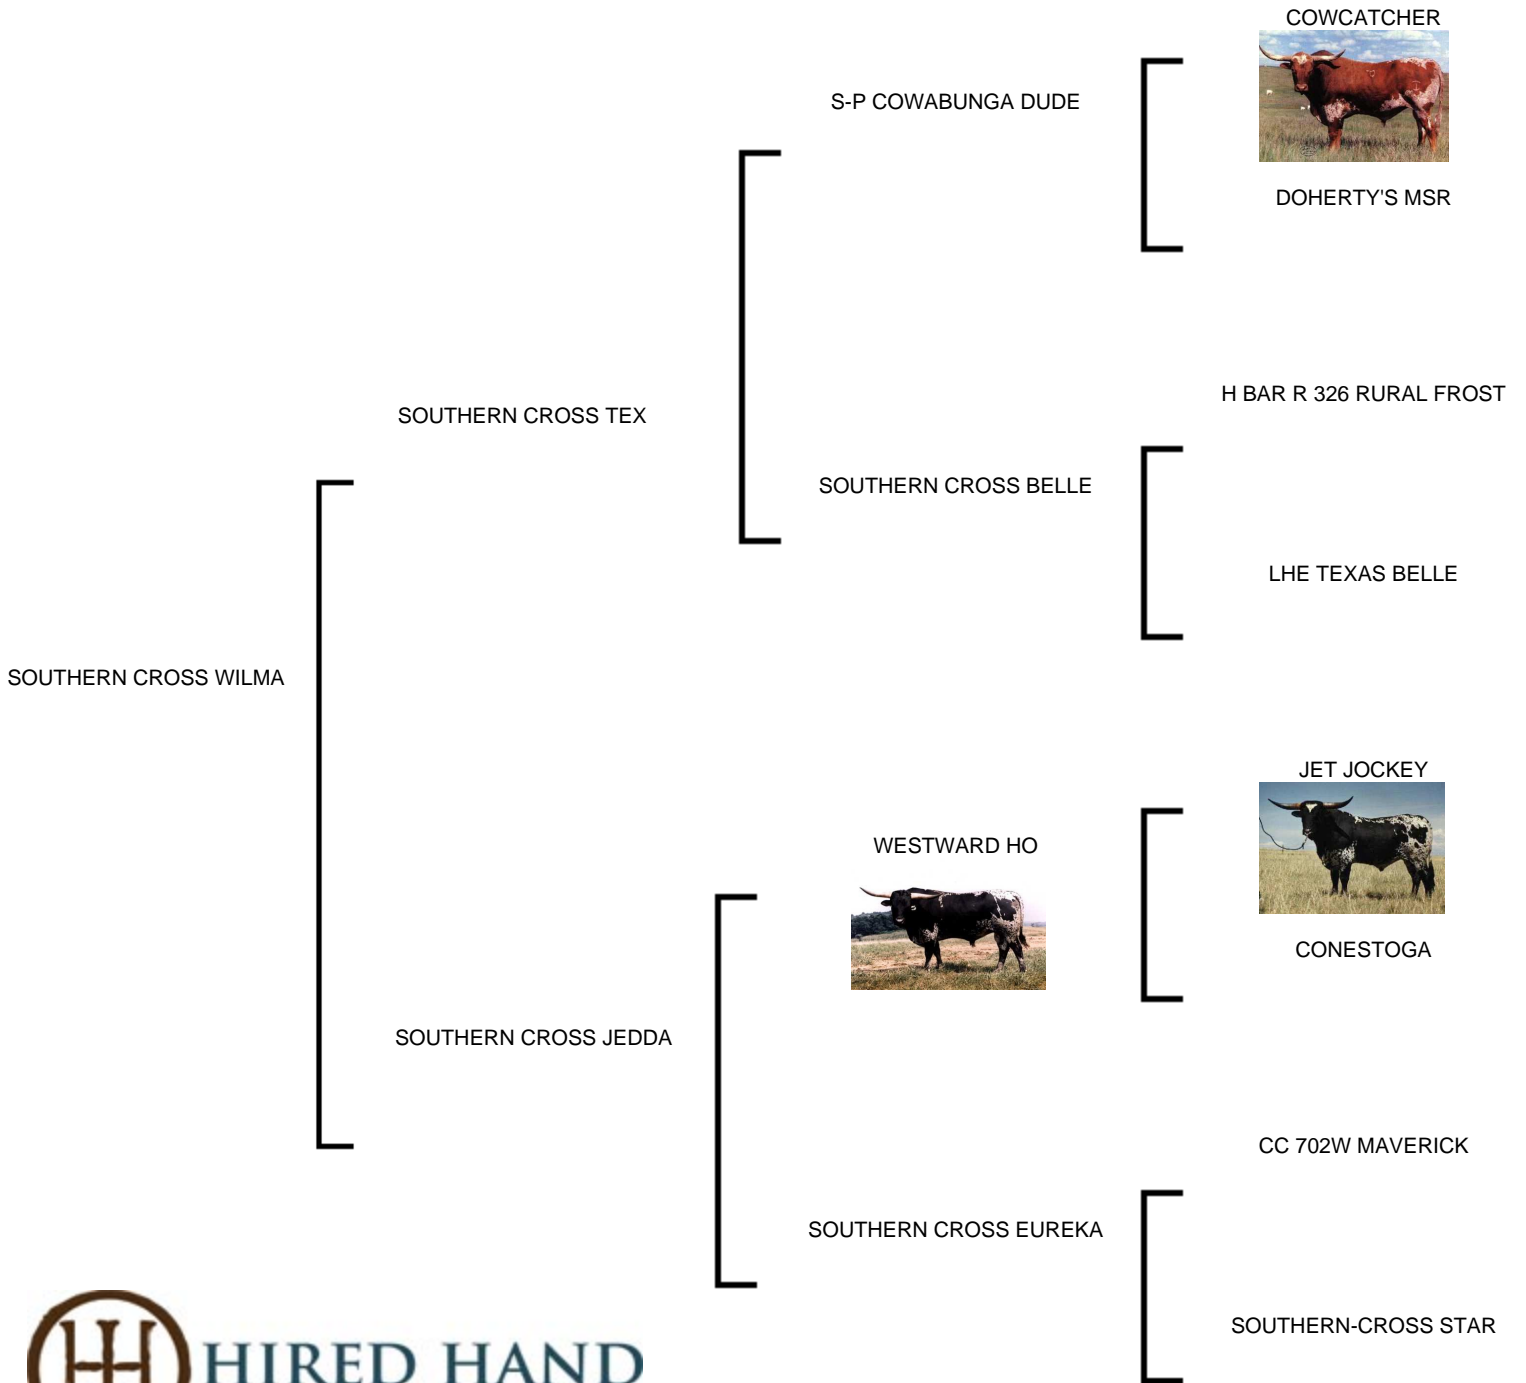 COWCATCHER
S-P COWABUNGA DUDE
DOHERTY'S MSR
H BAR R 326 RURAL FROST
SOUTHERN CROSS TEX
SOUTHERN CROSS BELLE
LHE TEXAS BELLE
SOUTHERN CROSS WILMA
JET JOCKEY
WESTWARD HO
CONESTOGA
SOUTHERN CROSS JEDDA
CC 702W MAVERICK
SOUTHERN CROSS EUREKA
SOUTHERN-CROSS STAR
HIRED HAND